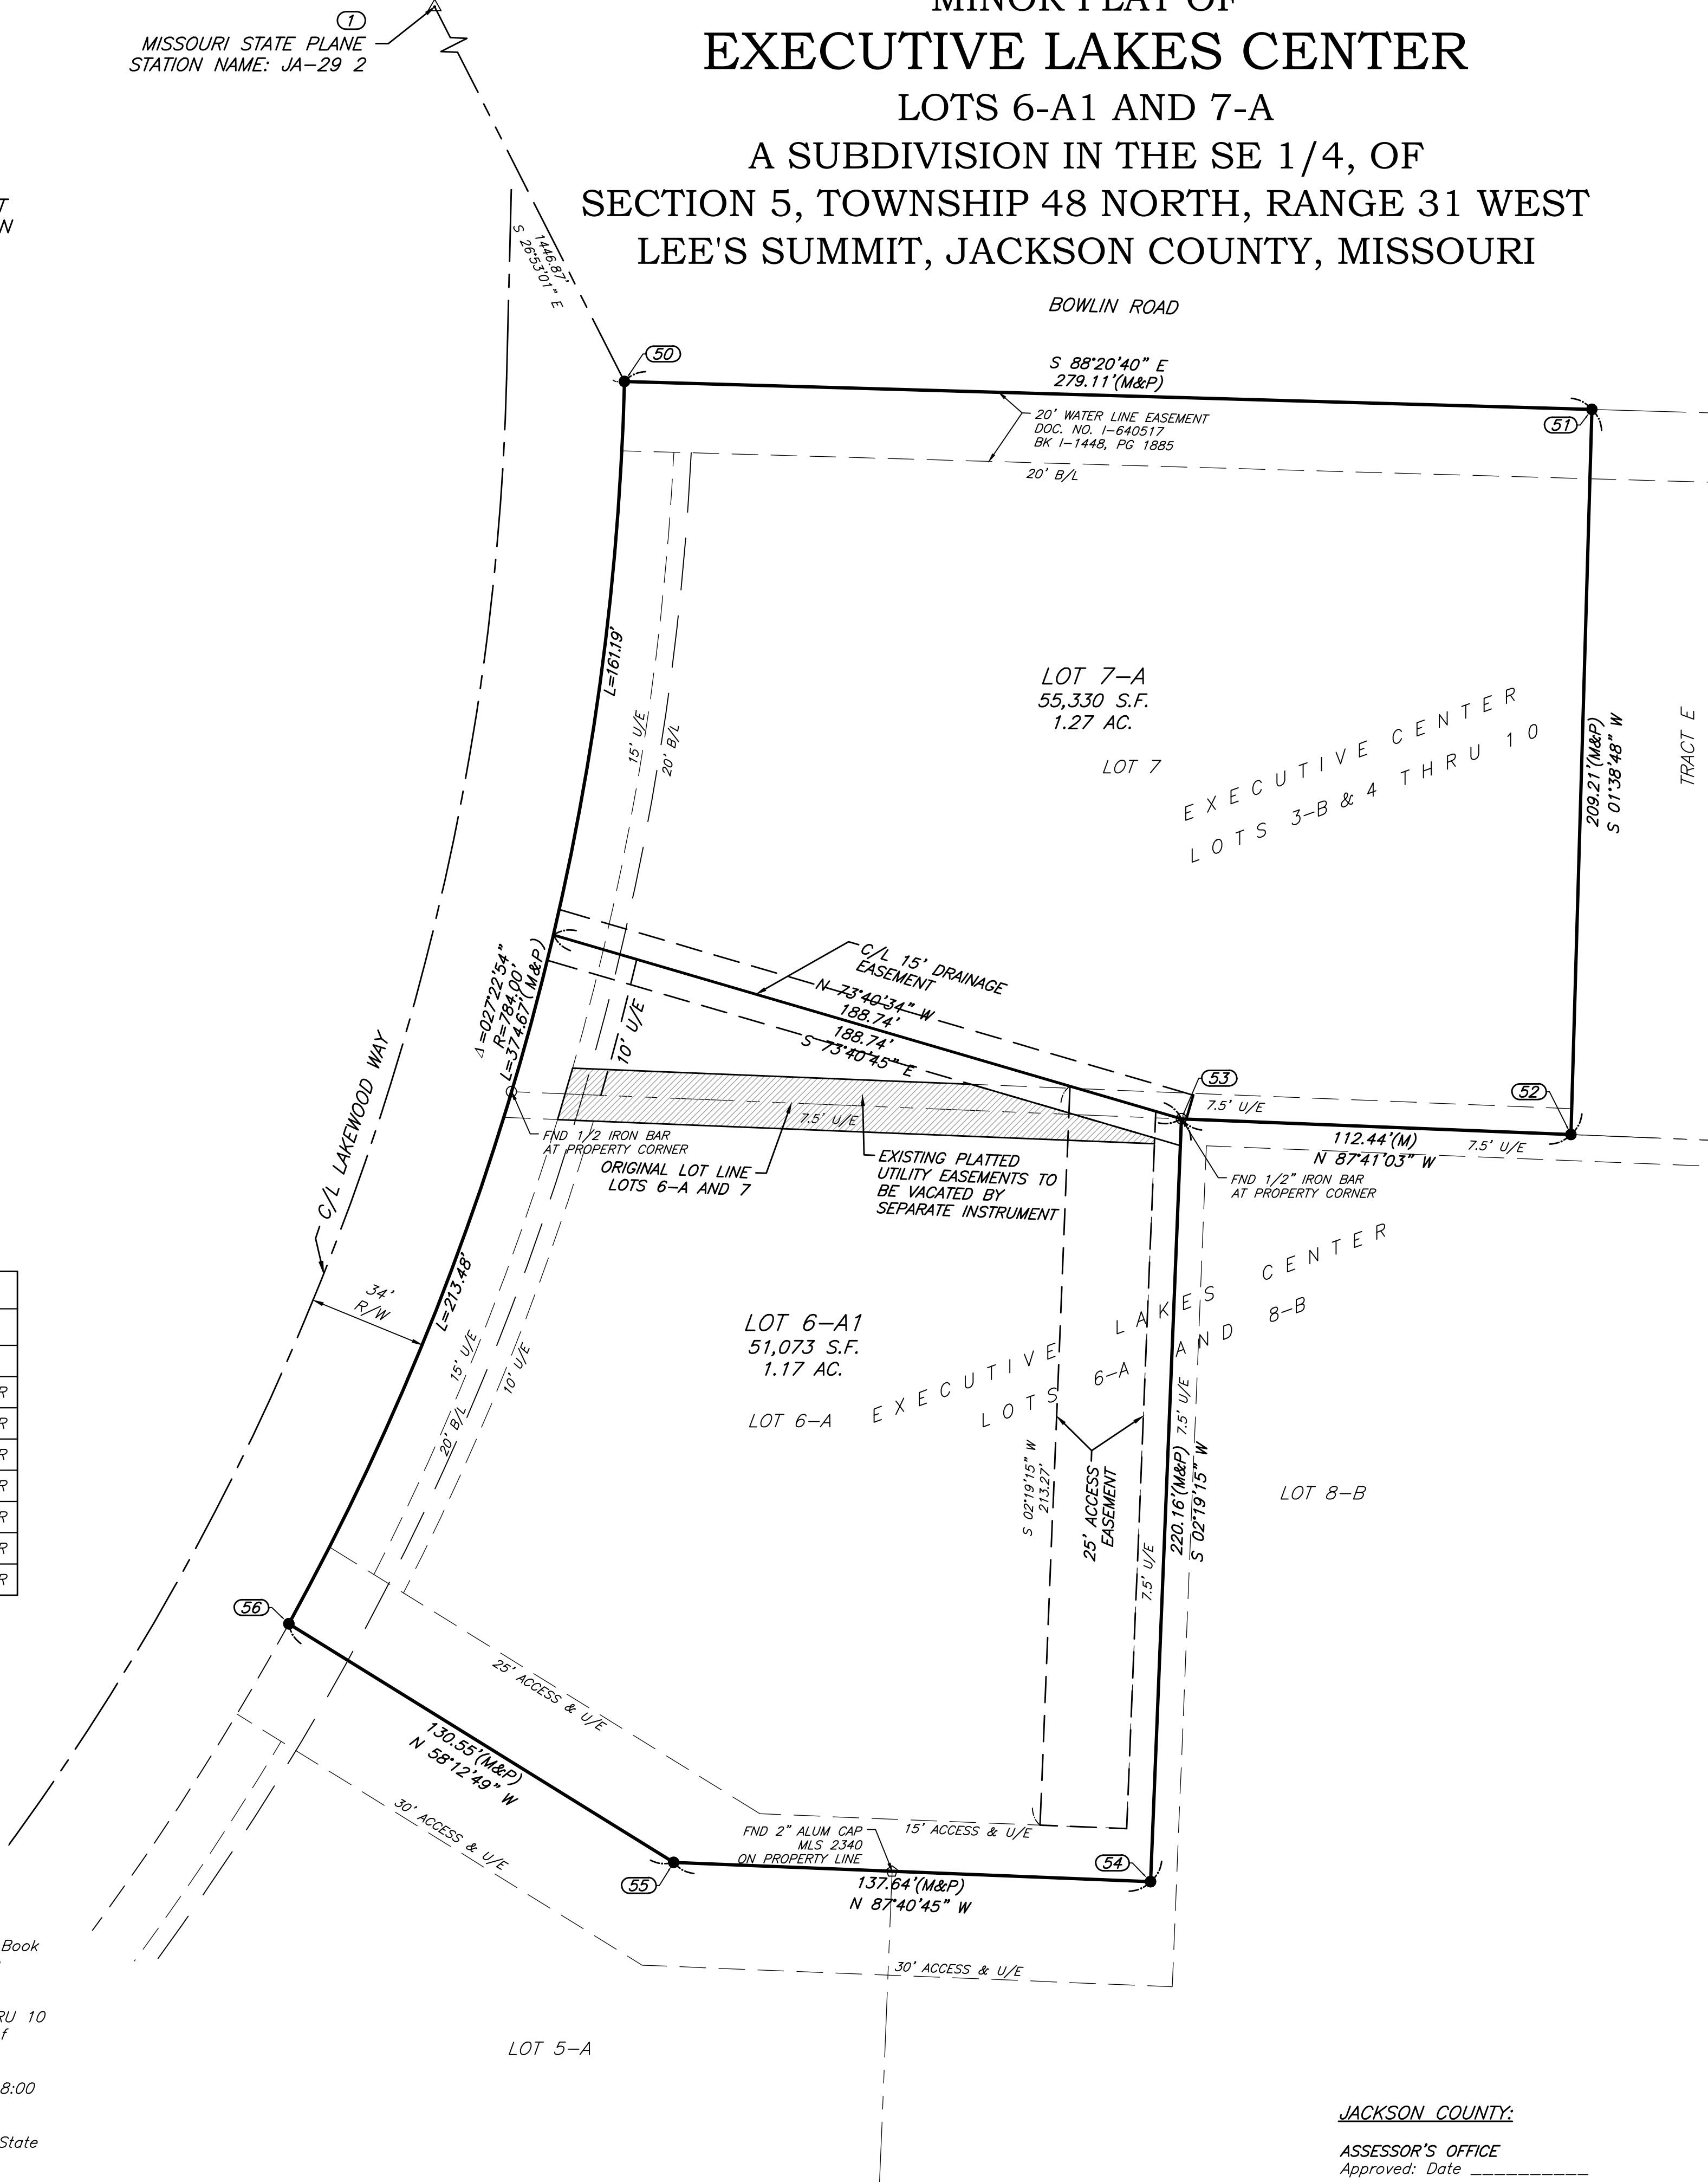 MINOR PLAT OF
EXECUTIVE LAKES CENTER
LOTS 6-A1 AND 7-A
A SUBDIVISION IN THE SE 1/4, OF
SECTION 5, TOWNSHIP 48 NORTH, RANGE 31 WEST
LEE'S SUMMIT, JACKSON COUNTY, MISSOURI
1
MISSOURI STATE PLANE
STATION NAME: JA-29 2
T
N
1446.87'
S 26°53'01" E
BOWLIN ROAD
50
S 88°20'40" E
279.11'(M&P)
20' WATER LINE EASEMENT
DOC. NO. I-640517
BK I-1448, PG 1885
51
20' B/L
L=161.19'
15' U/E
20' B/L
LOT 7-A
55,330 S.F.
1.27 AC.
LOT 7
EXECUTIVE CENTER
LOTS 3-B & 4 THRU 10
209.21'(M&P)
S 01°38'48" W
TRACT E
C/L 15' DRAINAGE
EASEMENT
N 73°40'34" W
188.74'
188.74'
S 73°40'45" E
Δ=027°22'54"
R=784.00'
L=374.67'(M&P)
10' U/E
53
52
7.5' U/E
7.5' U/E
112.44'(M)
N 87°41'03" W
7.5' U/E
FND 1/2 IRON BAR
AT PROPERTY CORNER
ORIGINAL LOT LINE
LOTS 6-A AND 7
EXISTING PLATTED
UTILITY EASEMENTS TO
BE VACATED BY
SEPARATE INSTRUMENT
FND 1/2" IRON BAR
AT PROPERTY CORNER
C/L LAKEWOOD WAY
34'
R/W
L=213.48'
15' U/E
20' B/L
10' U/E
LOT 6-A1
51,073 S.F.
1.17 AC.
LOT 6-A
EXECUTIVE LAKES CENTER
LOTS 6-A AND 8-B
S 02°19'15" W
213.27'
25' ACCESS
EASEMENT
7.5' U/E
7.5' U/E
220.16'(M&P)
S 02°19'15" W
LOT 8-B
R
R
R
R
R
R
R
56
25' ACCESS & U/E
130.55'(M&P)
N 58°12'49" W
30' ACCESS & U/E
FND 2" ALUM CAP
MLS 2340
ON PROPERTY LINE
15' ACCESS & U/E
55
54
137.64'(M&P)
N 87°40'45" W
30' ACCESS & U/E
Book
RU 10
f
8:00
State
LOT 5-A
JACKSON COUNTY:
ASSESSOR'S OFFICE
Approved: Date __________